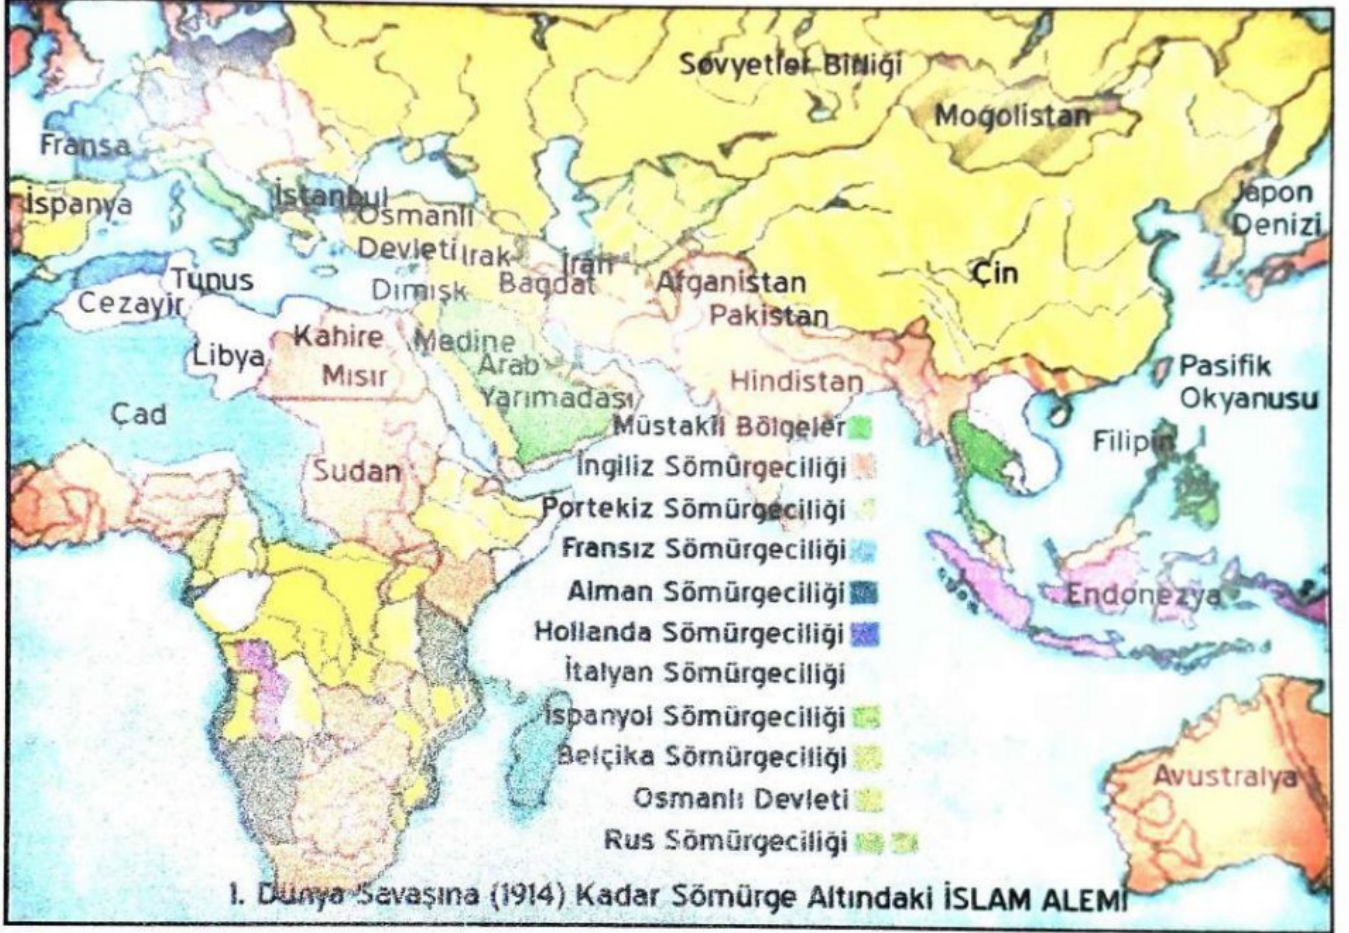 Sovyetler Birliği
Moğolistan
Fransa
İstanbul
Japon
Denizi
İspanya
Osmanlı
Devleti
Irak
İran
Tunus
Dımışk
Bağdat
Afganistan
Çin
Cezayir
Pakistan
Kahire
Medine
Libya
Mısır
Arab
Yarımadası
Hindistan
Pasifik
Okyanusu
Çad
Müstakil Bölgeler
Filipin
Sudan
İngiliz Sömürgeciliği
Portekiz Sömürgeciliği
Fransız Sömürgeciliği
Alman Sömürgeciliği
Endonezya
Hollanda Sömürgeciliği
İtalyan Sömürgeciliği
İspanyol Sömürgeciliği
Belçika Sömürgeciliği
Avustralya
Osmanlı Devleti
Rus Sömürgeciliği
1. Dünya Savaşına (1914) Kadar Sömürge Altındaki İSLAM ALEMİ